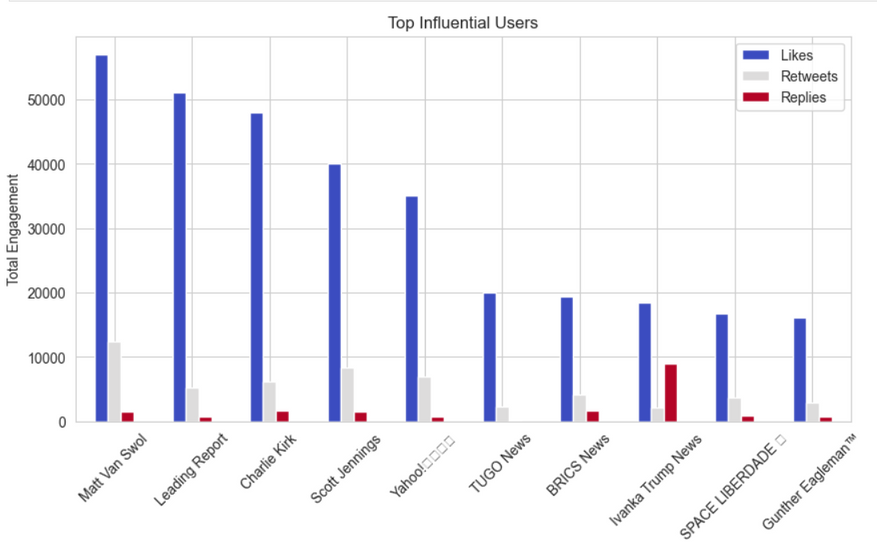 Top Influential Users
Likes
Retweets
Replies
Total Engagement
50000
40000
30000
20000
10000
0
Matt Van Swol
Leading Report
Charlie Kirk
Scott Jennings
Yahoo!□□□□
TUGO News
BRICS News
Ivanka Trump News
SPACE LIBERDADE □
Gunther Eagleman™